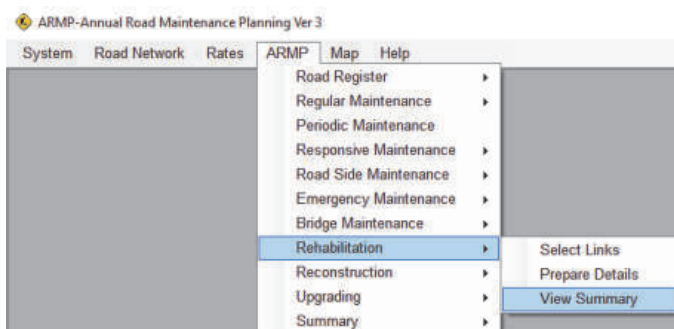 ARMP-Annual Road Maintenance Planning Ver 3
System Road Network Rates ARMP Map Help
Road Register
Regular Maintenance
Periodic Maintenance
Responsive Maintenance
Road Side Maintenance
Emergency Maintenance
Bridge Maintenance
Rehabilitation
Select Links
Reconstruction
Prepare Details
Upgrading
View Summary
Summary